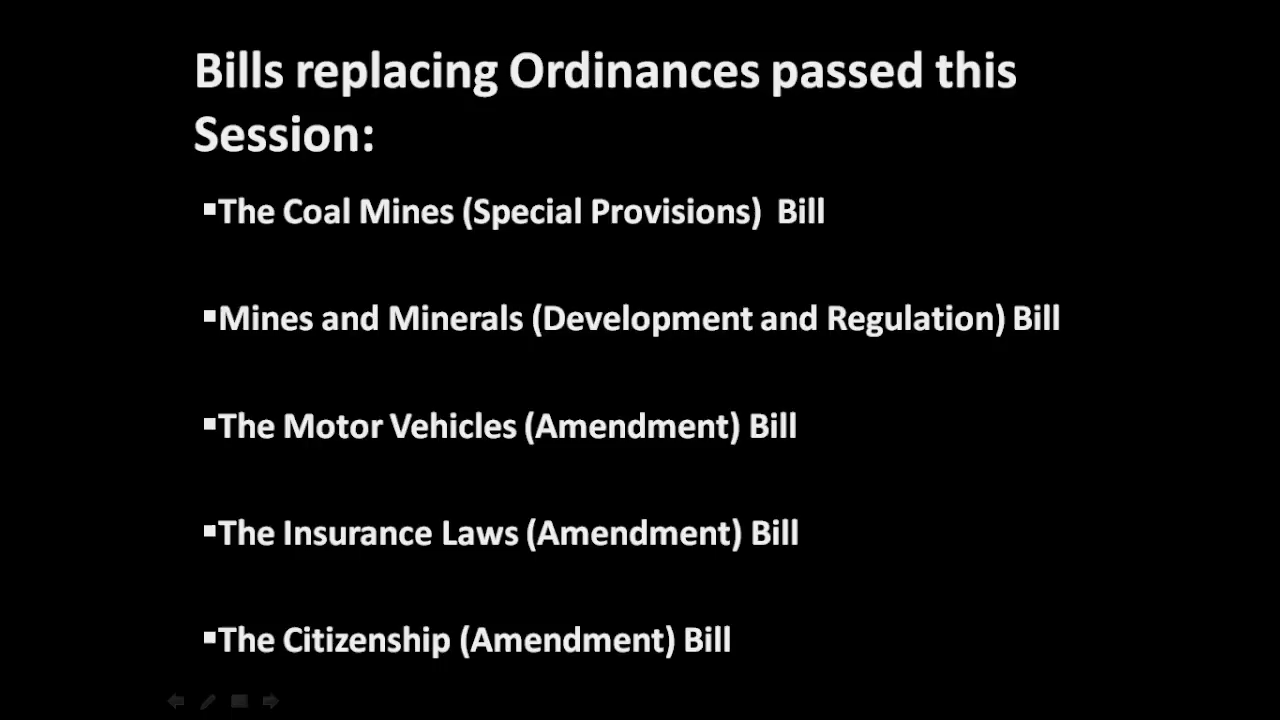 Bills replacing Ordinances passed this
Session:
▪The Coal Mines (Special Provisions)  Bill
▪Mines and Minerals (Development and Regulation) Bill
▪The Motor Vehicles (Amendment) Bill
▪The Insurance Laws (Amendment) Bill
▪The Citizenship (Amendment) Bill